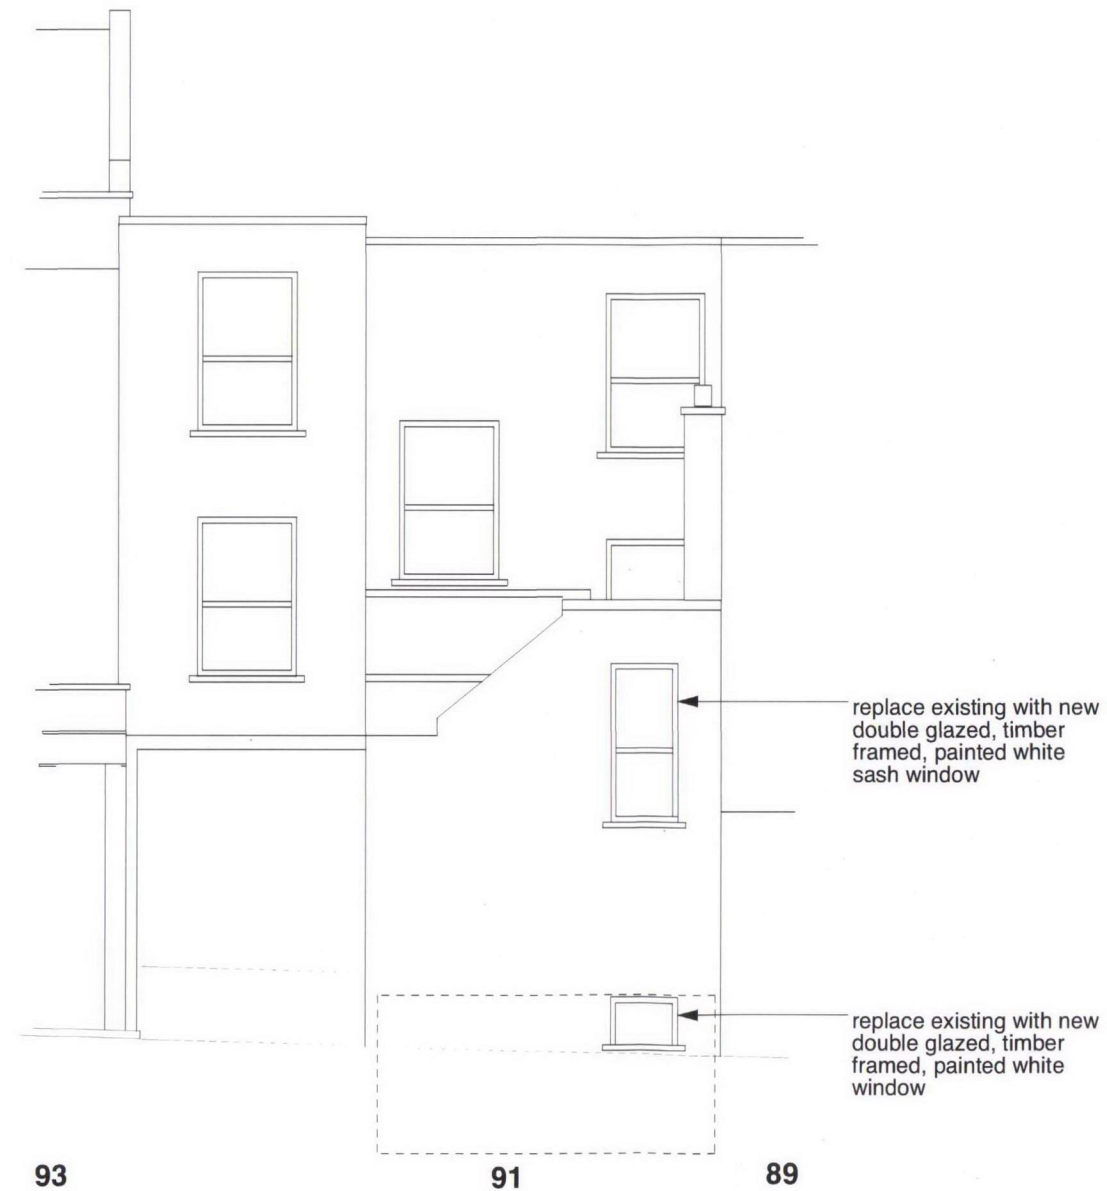 replace existing with new
double glazed, timber
framed, painted white
sash window
replace existing with new
double glazed, timber
framed, painted white
window
93
91
89